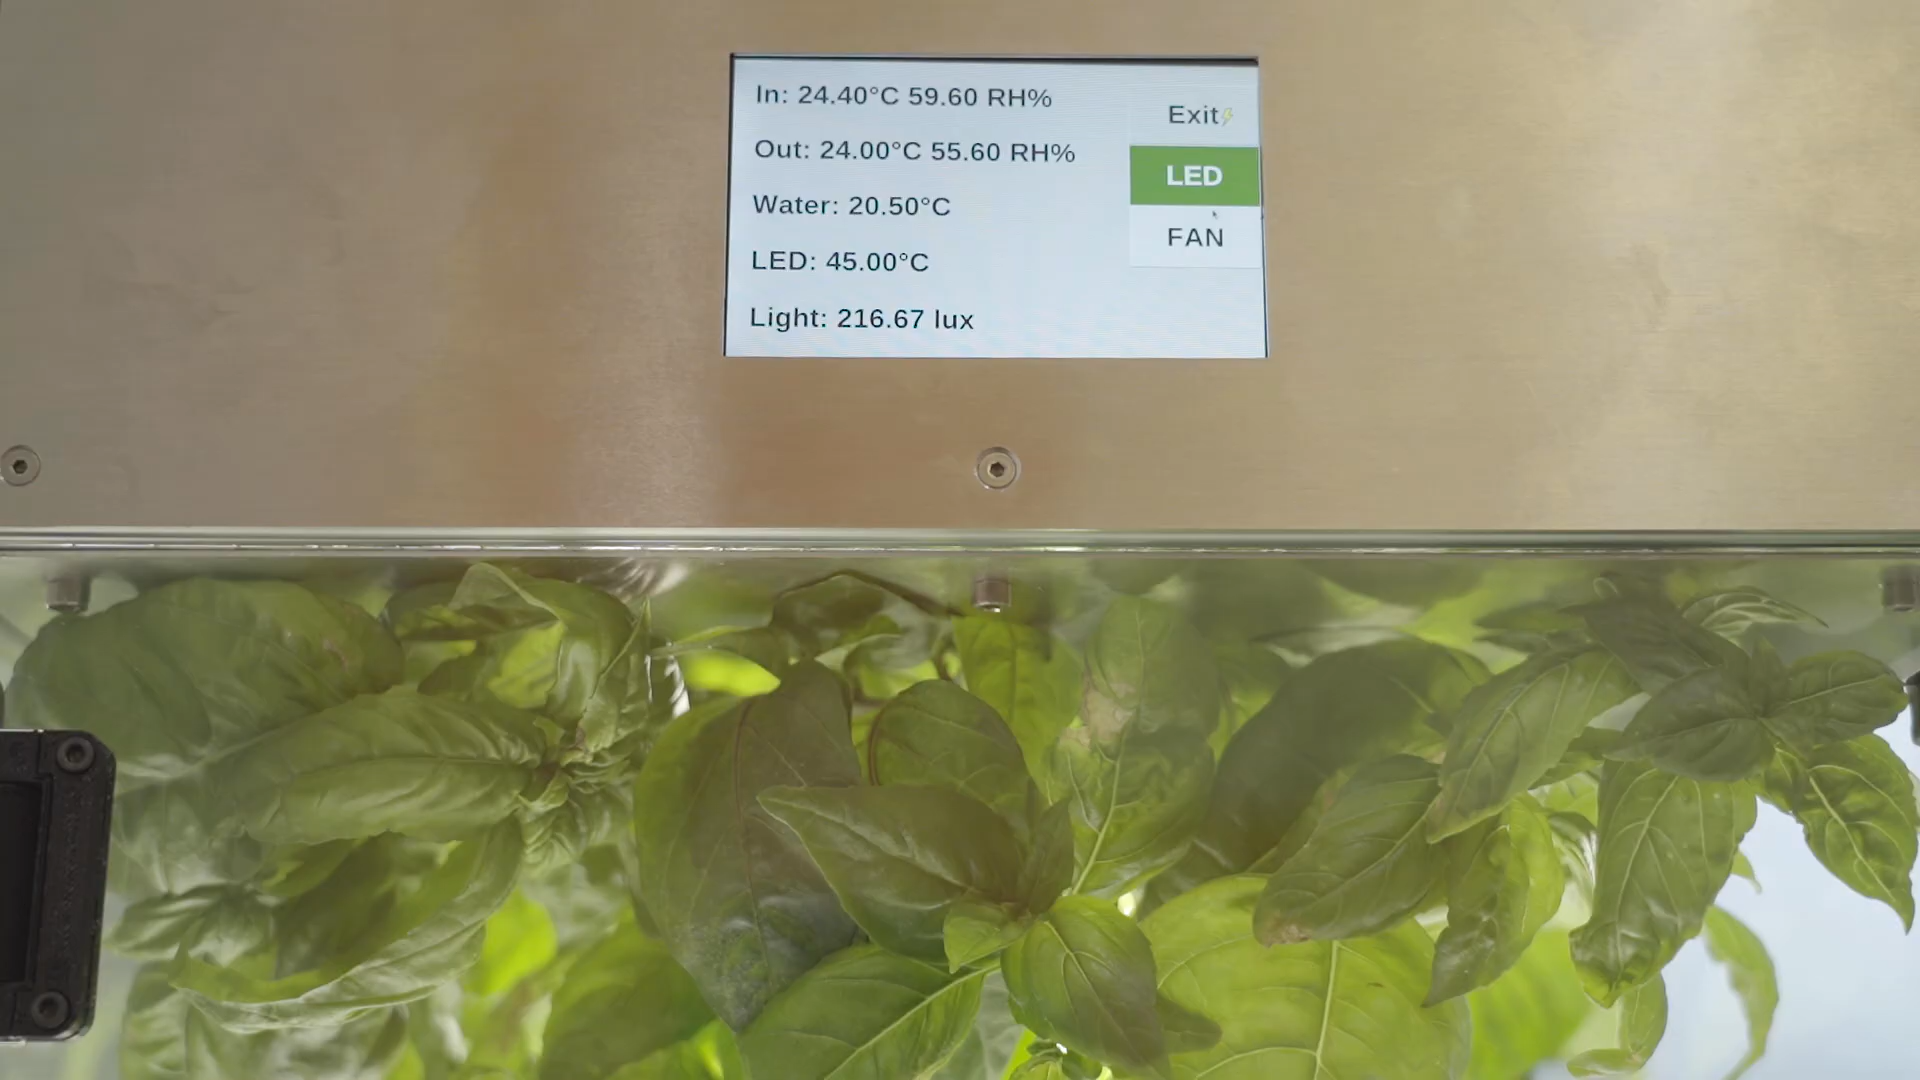 In: 24.40°C 59.60 RH%
Out: 24.00°C 55.60 RH%
Water: 20.50°C
LED: 45.00°C
Light: 216.67 lux
Exit⚡
LED
FAN